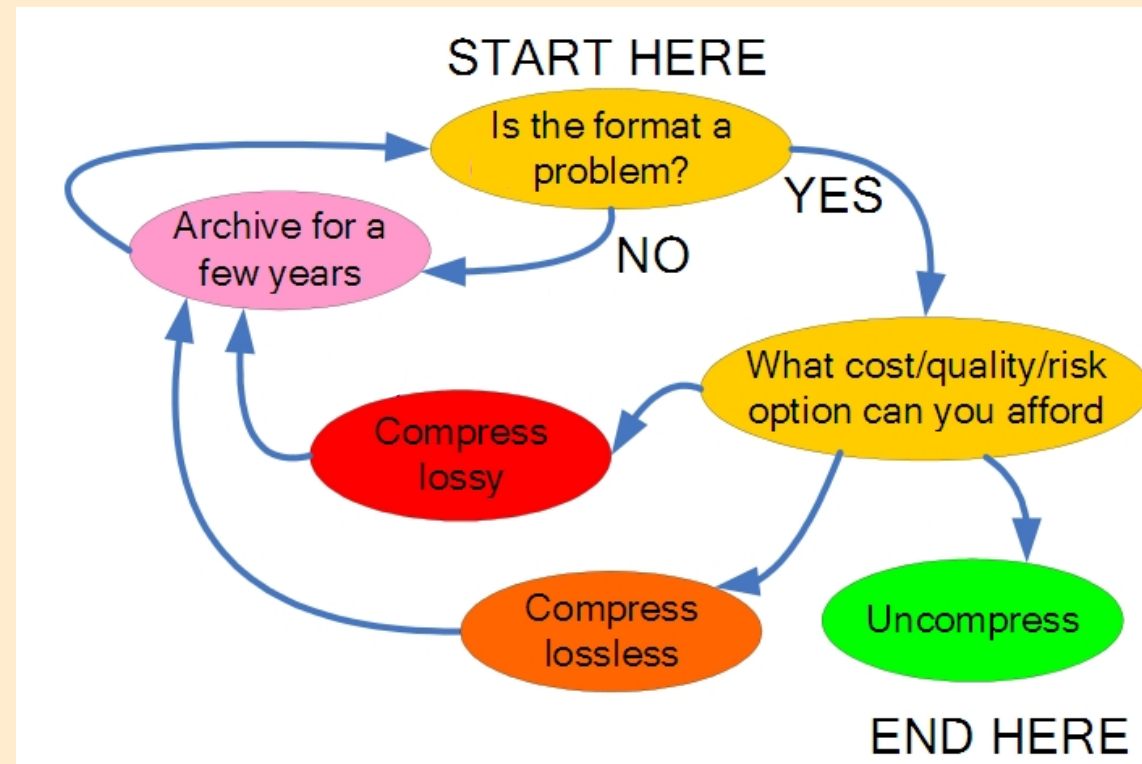 START HERE
Is the format a
problem?
YES
NO
Archive for a
few years
What cost/quality/risk
option can you afford
Compress
lossy
Compress
lossless
Uncompress
END HERE